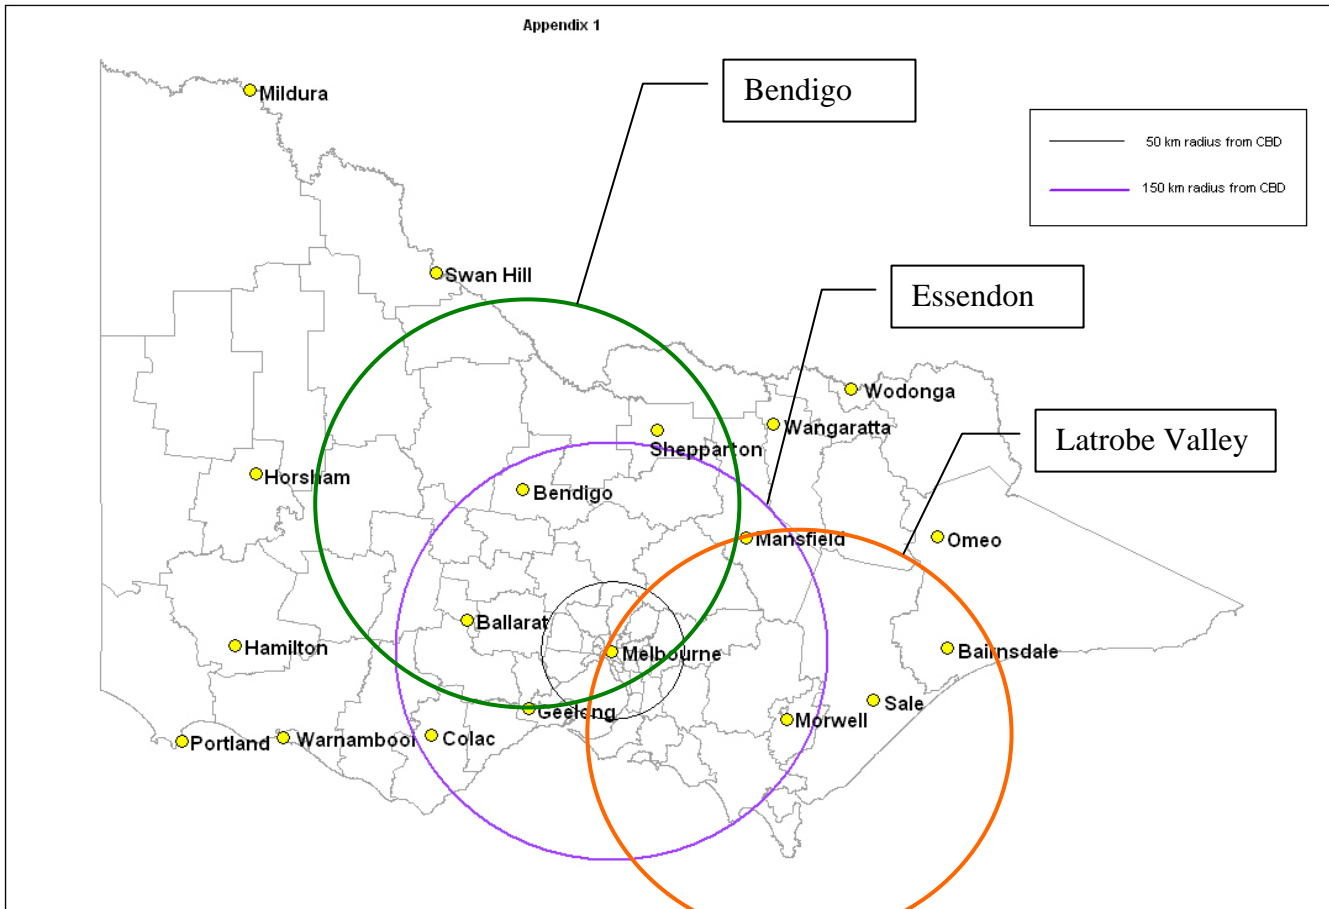 Appendix 1
Bendigo
Mildura
50 km radius from CBD
150 km radius from CBD
Swan Hill
Essendon
Wodonga
Wangaratta
Shepparton
Latrobe Valley
Horsham
Bendigo
Mansfield
Omeo
Ballarat
Hamilton
Melbourne
Bairnsdale
Sale
Geelong
Morwell
Portland
Warnambool
Colac